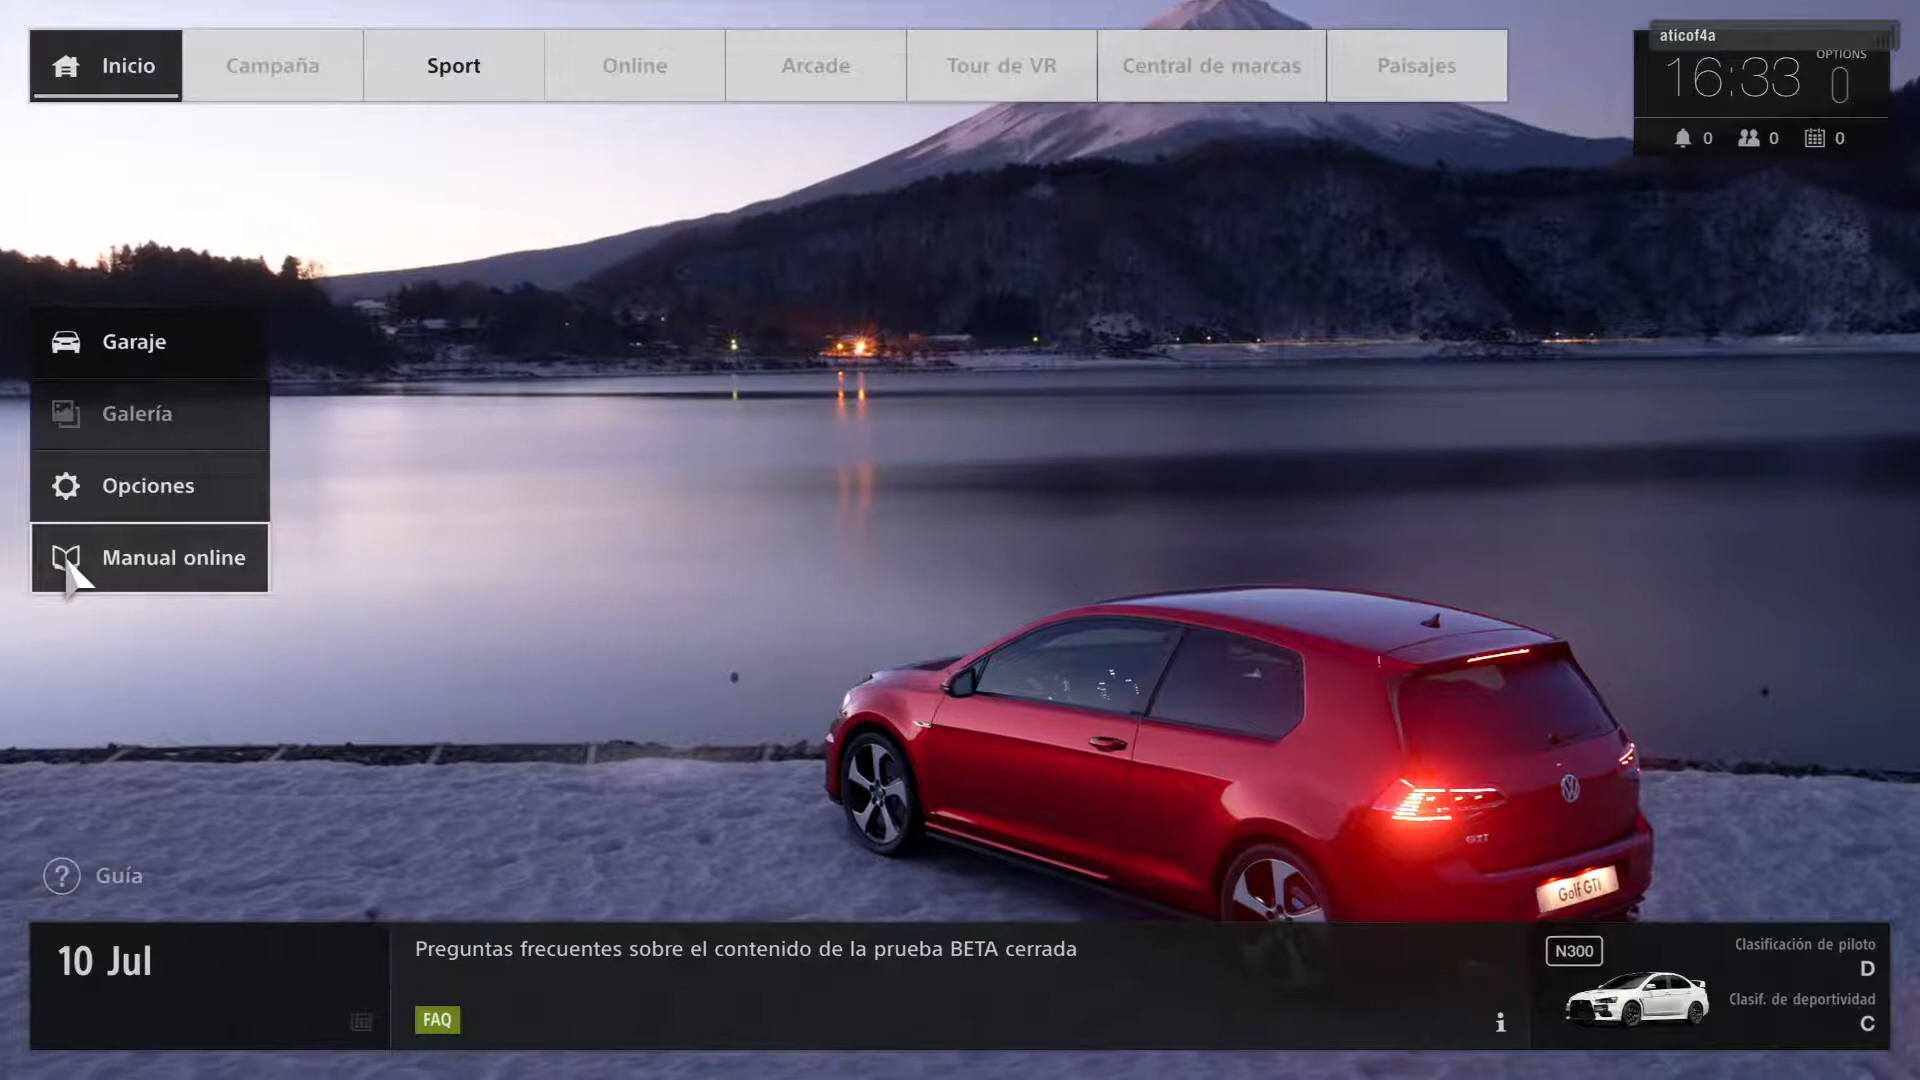 Inicio
Campaña
Sport
Online
Arcade
Tour de VR
Central de marcas
Paisajes
aticof4a
OPTIONS
16:33
0
0
0
Garaje
Galería
Opciones
Manual online
GTI
Golf GTI
? Guía
10 Jul
Preguntas frecuentes sobre el contenido de la prueba BETA cerrada
FAQ
i
N300
Clasificación de piloto
D
Clasif. de deportividad
C